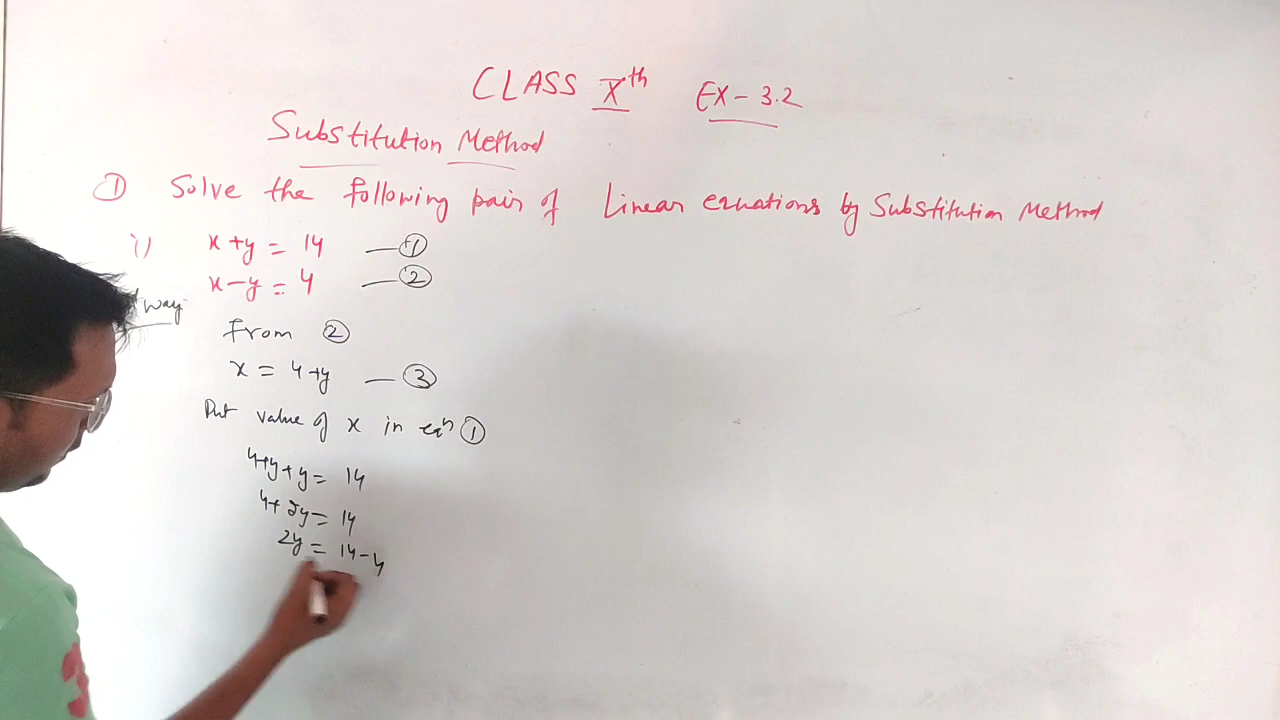 CLASS Xth EX-3.2
Substitution Method
① Solve the following pair of Linear equations by Substitution Method
i) x+y = 14 —①
x-y = 4 —②
way
From ②
x = 4+y —③
Put value of x in eqn ①
4+y+y = 14
4+2y = 14
2y = 14-4